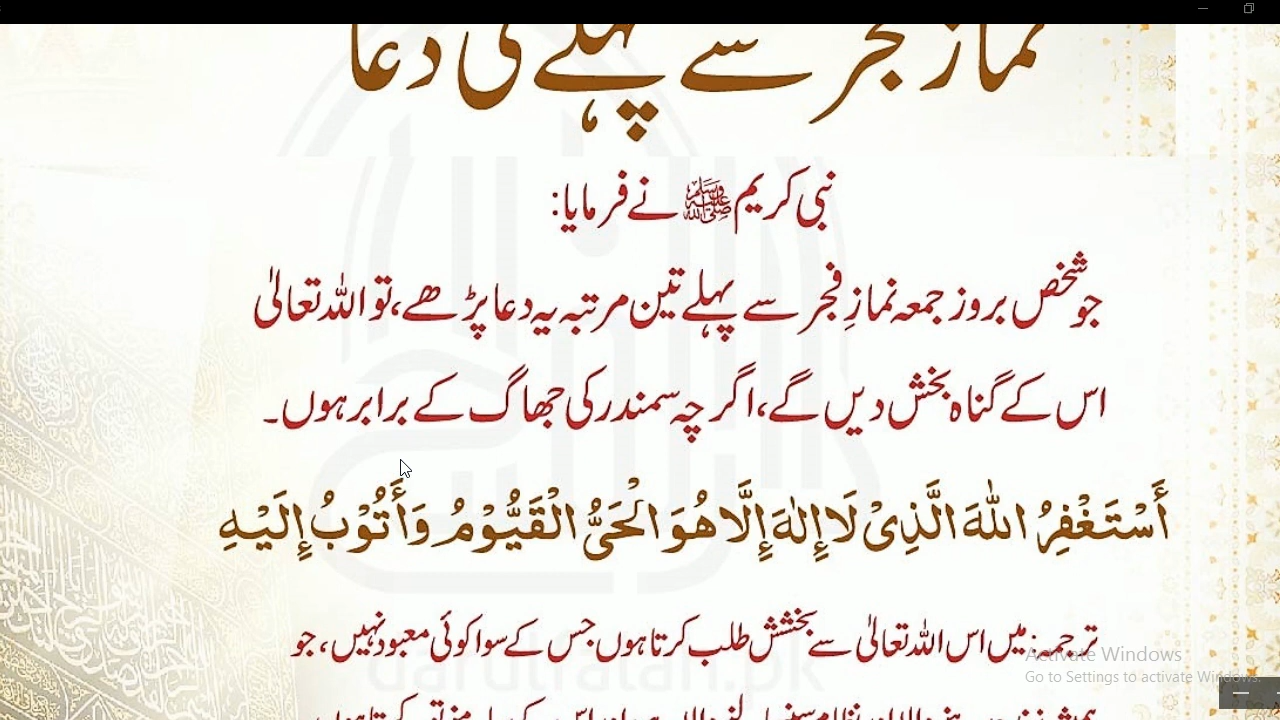 نماز فجر سے پہلے کی دعا
نبی کریم ﷺ نے فرمایا:
جو شخص بروز جمعہ نمازِ فجر سے پہلے تین مرتبہ یہ دعا پڑھے، تو اللہ تعالیٰ
اس کے گناہ بخش دیں گے، اگر چہ سمندر کی جھاگ کے برابر ہوں۔
أَسْتَغْفِرُ اللهَ الَّذِىْ لَا إِلٰهَ إِلَّا هُوَ الْحَىُّ الْقَيُّوْمُ وَأَتُوْبُ إِلَيْهِ
ترجمہ: میں اس اللہ تعالیٰ سے بخشش طلب کرتا ہوں جس کے سوا کوئی معبود نہیں، جو
Activate Windows
Go to Settings to activate Windows.